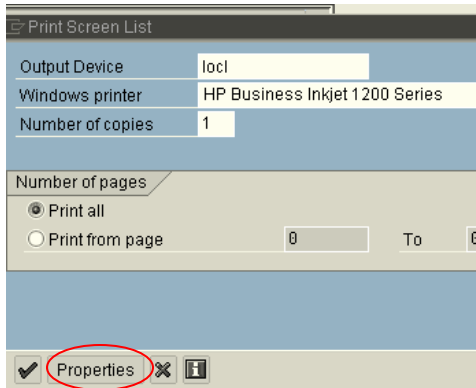 Print Screen List
Output Device locl
Windows printer HP Business Inkjet 1200 Series
Number of copies 1
Number of pages
Print all
Print from page 0 To
Properties